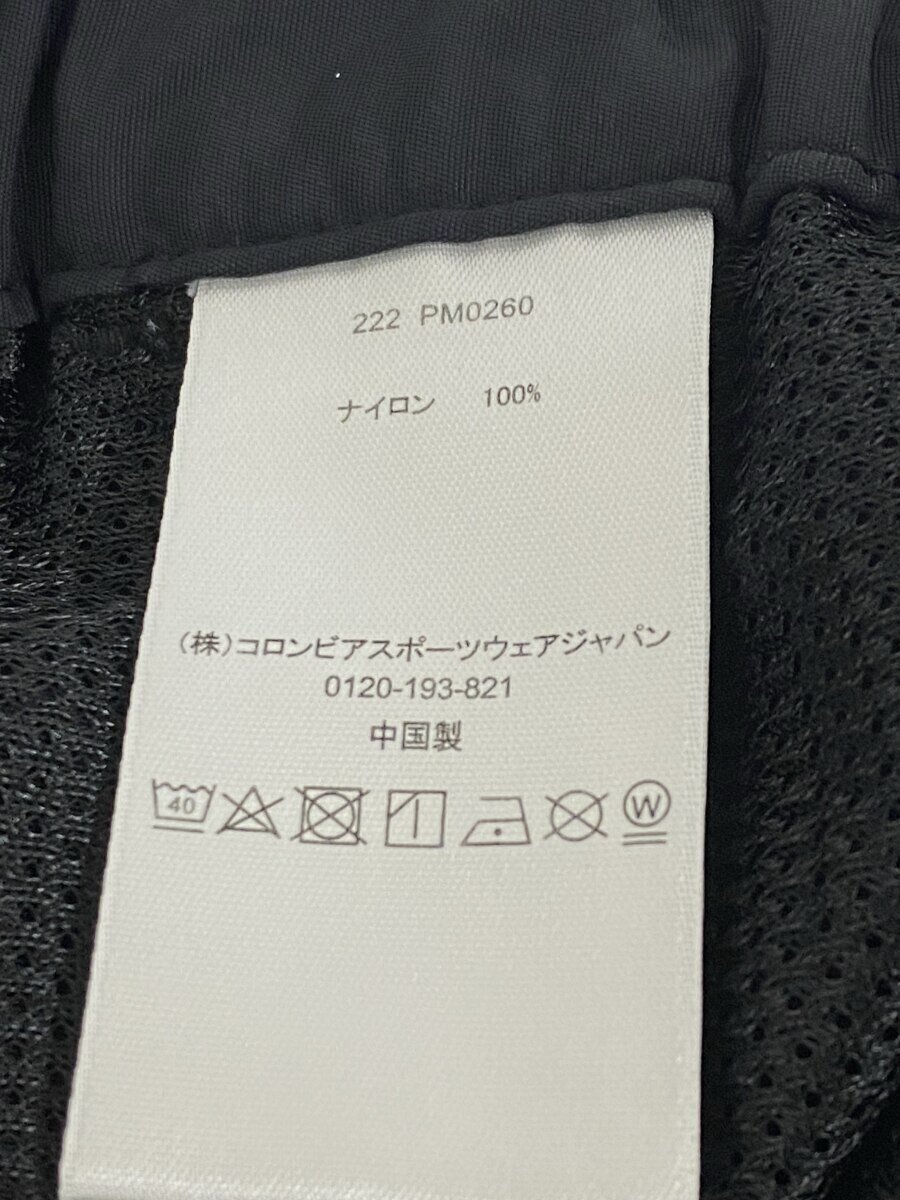 222 PM0260
ナイロン 100%
(株)コロンビアスポーツウェアジャパン
0120-193-821
中国製
40
W